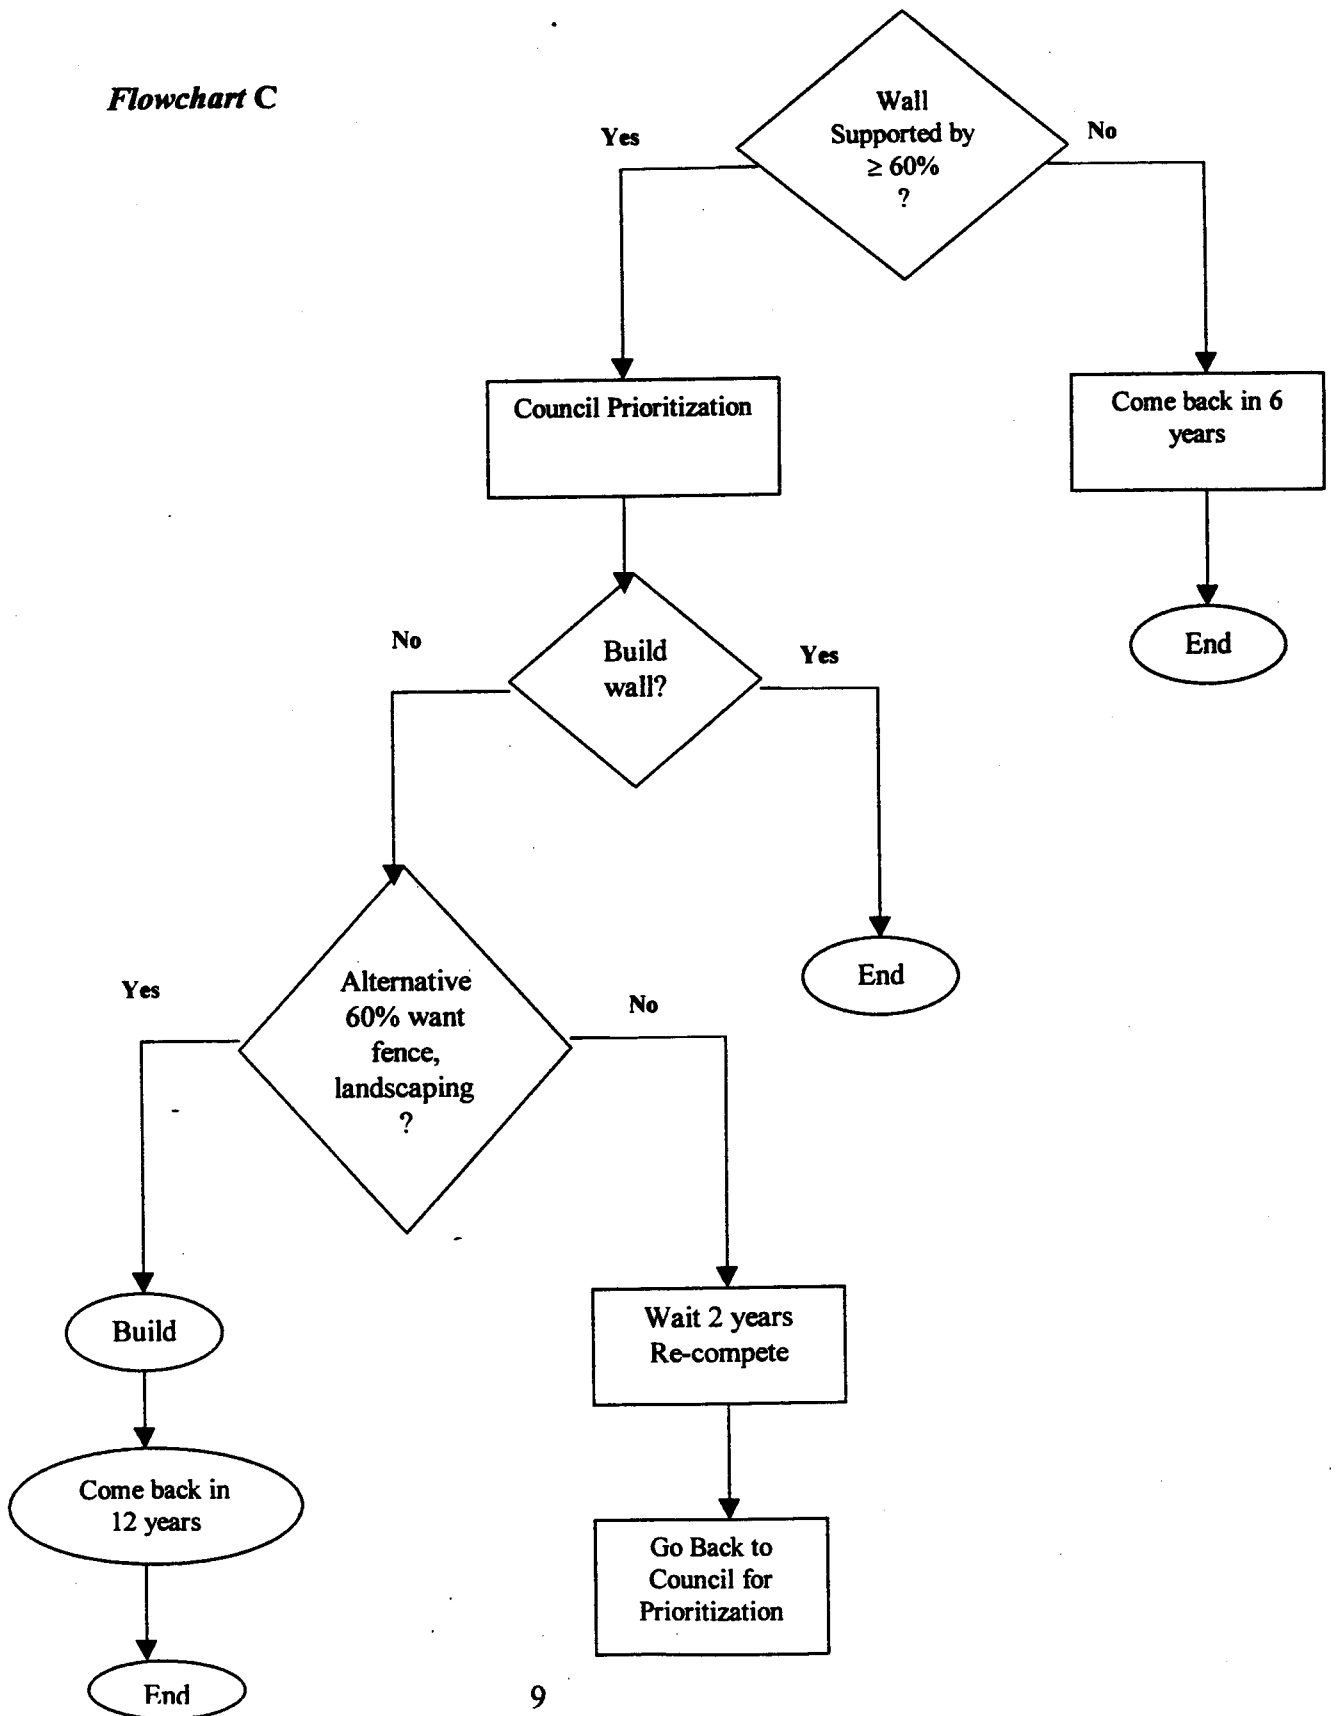 Flowchart C
Wall
Supported by
≥ 60%
?
Yes
No
Council Prioritization
Come back in 6
years
End
Build
wall?
No
Yes
End
Alternative
60% want
fence,
landscaping
?
Yes
No
Build
Wait 2 years
Re-compete
Come back in
12 years
Go Back to
Council for
Prioritization
End
9